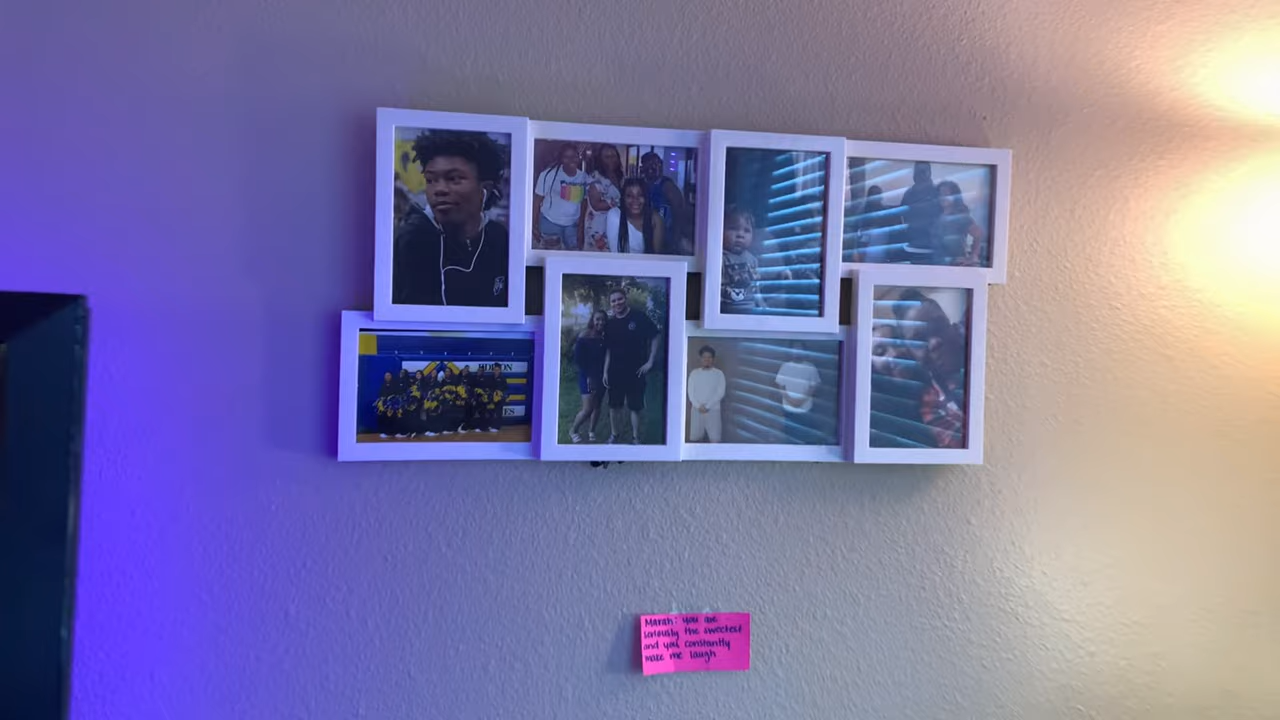 Marah: you are
seriously the sweetest
and you constantly
make me laugh